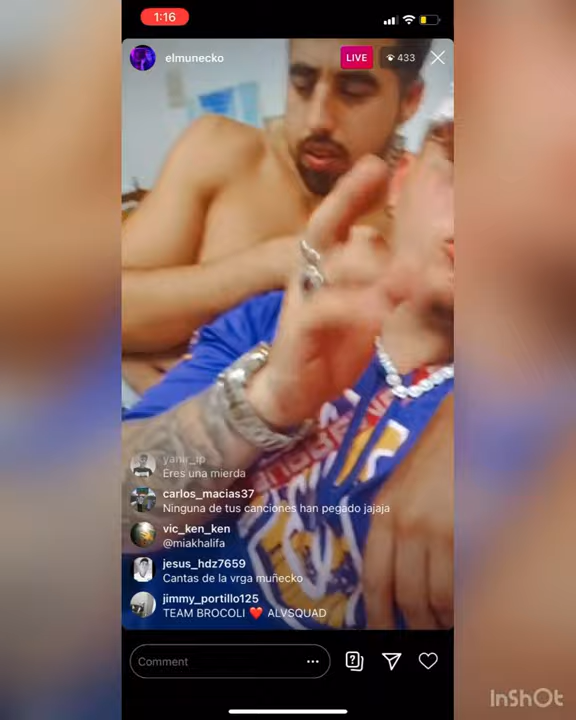 1:16
elmunecko
LIVE
433
yanir_ip
Eres una mierda
carlos_macias37
Ninguna de tus canciones han pegado jajaja
vic_ken_ken
@miakhalifa
jesus_hdz7659
Cantas de la vrga muñecko
jimmy_portillo125
TEAM BROCOLI ❤️ ALVSQUAD
Comment
InShOt